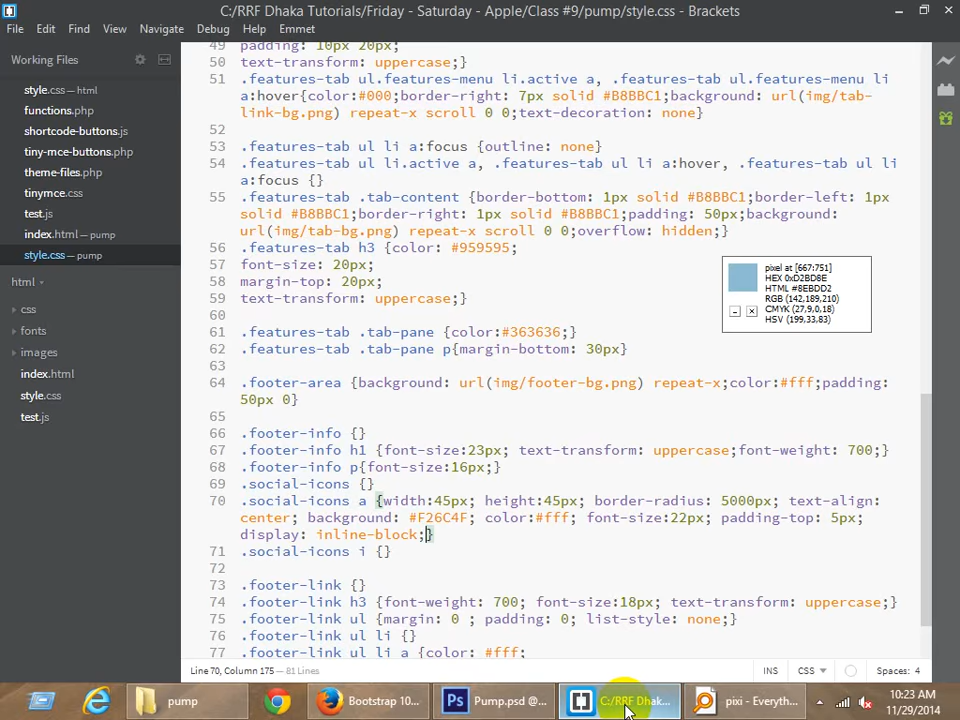 C:/RRF Dhaka Tutorials/Friday - Saturday - Apple/Class #9/pump/style.css - Brackets
File Edit Find View Navigate Debug Help Emmet
Working Files
style.css — html
functions.php
shortcode-buttons.js
tiny-mce-buttons.php
theme-files.php
tinymce.css
test.js
index.html — pump
style.css — pump
html
css
fonts
images
index.html
style.css
test.js
49 padding: 10px 20px;
50 text-transform: uppercase;}
51 .features-tab ul.features-menu li.active a, .features-tab ul.features-menu li
a:hover{color:#000;border-right: 7px solid #B8BBC1;background: url(img/tab-
link-bg.png) repeat-x scroll 0 0;text-decoration: none}
52
53 .features-tab ul li a:focus {outline: none}
54 .features-tab ul li.active a, .features-tab ul li a:hover, .features-tab ul li
a:focus {}
55 .features-tab .tab-content {border-bottom: 1px solid #B8BBC1;border-left: 1px
solid #B8BBC1;border-right: 1px solid #B8BBC1;padding: 50px;background:
url(img/tab-bg.png) repeat-x scroll 0 0;overflow: hidden;}
56 .features-tab h3 {color: #959595;
57 font-size: 20px;
58 margin-top: 20px;
59 text-transform: uppercase;}
60
61 .features-tab .tab-pane {color:#363636;}
62 .features-tab .tab-pane p{margin-bottom: 30px}
63
64 .footer-area {background: url(img/footer-bg.png) repeat-x;color:#fff;padding:
50px 0}
65
66 .footer-info {}
67 .footer-info h1 {font-size:23px; text-transform: uppercase;font-weight: 700;}
68 .footer-info p{font-size:16px;}
69 .social-icons {}
70 .social-icons a {width:45px; height:45px; border-radius: 5000px; text-align:
center; background: #F26C4F; color:#fff; font-size:22px; padding-top: 5px;
display: inline-block;}
71 .social-icons i {}
72
73 .footer-link {}
74 .footer-link h3 {font-weight: 700; font-size:18px; text-transform: uppercase;}
75 .footer-link ul {margin: 0 ; padding: 0; list-style: none;}
76 .footer-link ul li {}
77 .footer-link ul li a {color: #fff;
pixel at [667:751]
HEX 0xD2BD8E
HTML #8EBDD2
RGB (142,189,210)
CMYK (27,9,0,18)
HSV (199,33,83)
Line 70, Column 175 — 81 Lines
INS CSS Spaces: 4
pump
Bootstrap 10...
Pump.psd @...
C:/RRF Dhak...
pixi - Everyth...
10:23 AM
11/29/2014